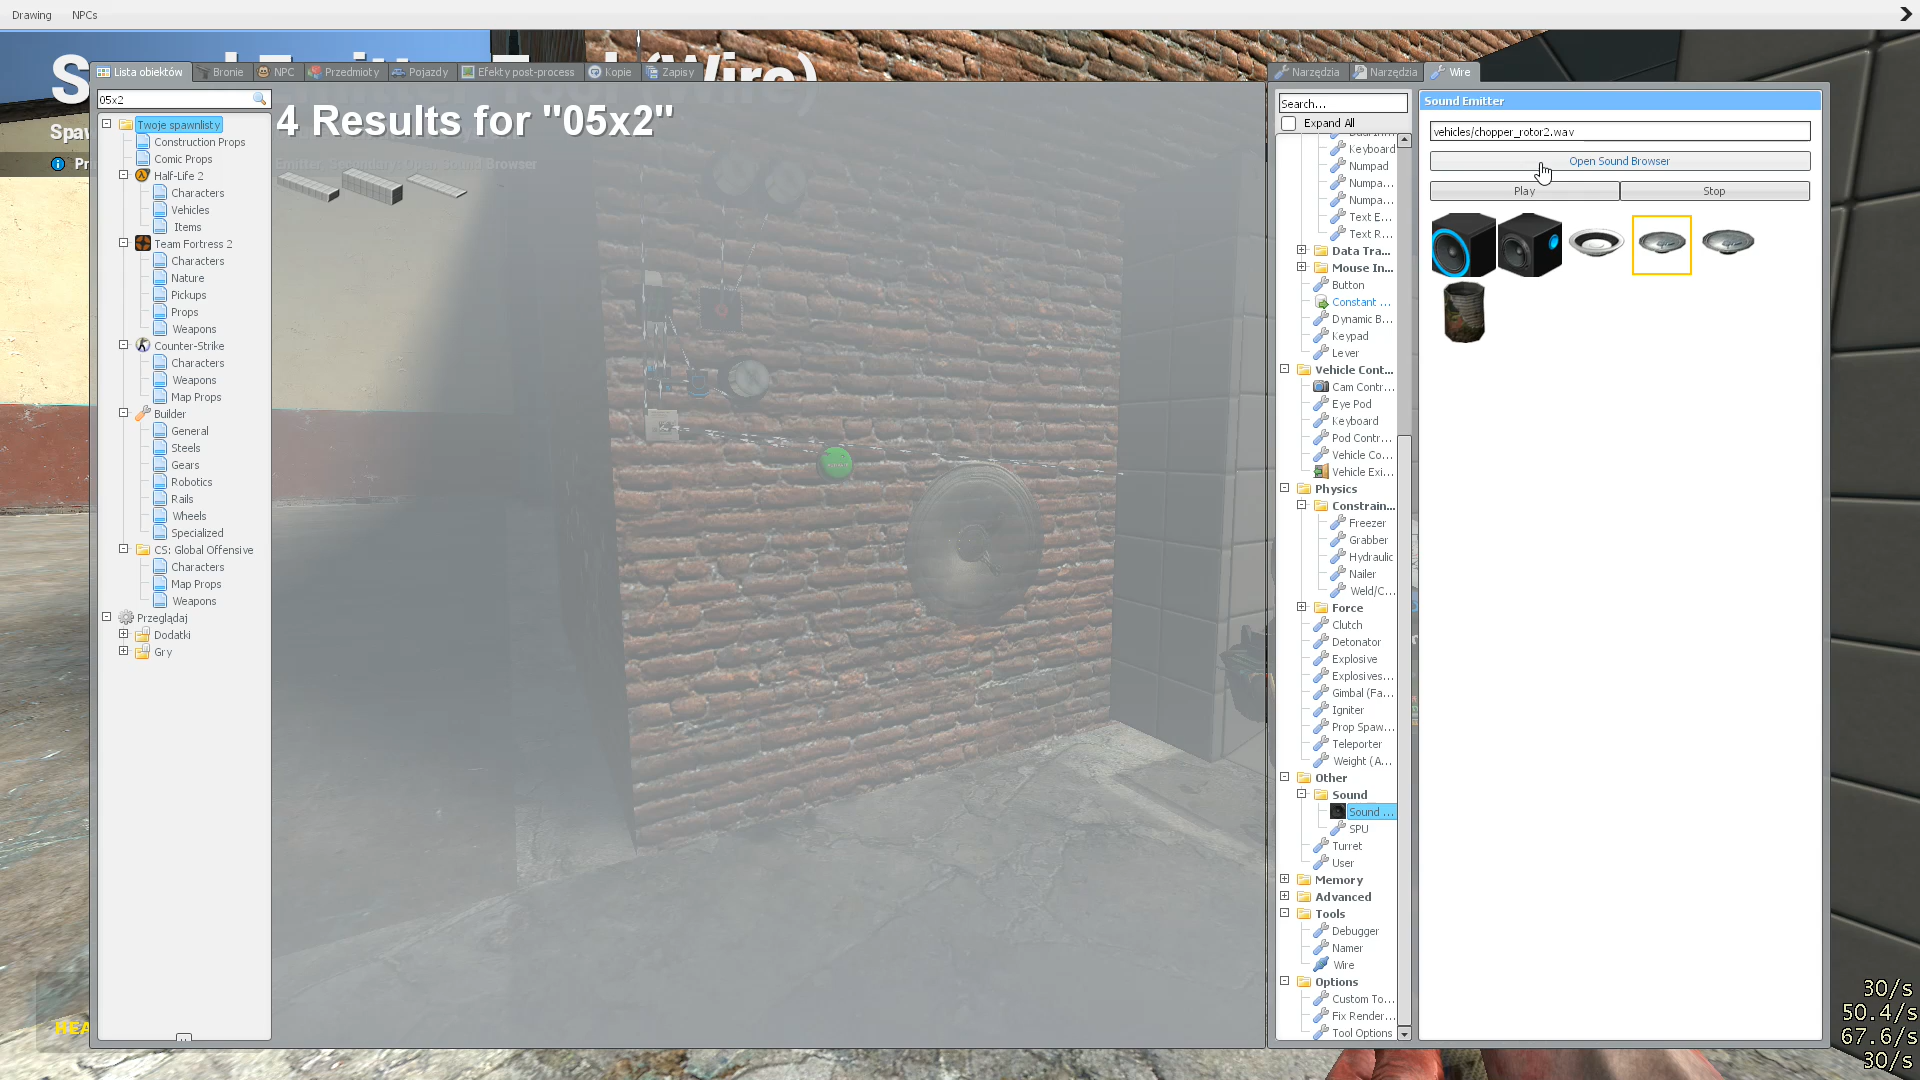 Drawing NPCs
Lista obiektów Bronie NPC Przedmioty Pojazdy Efekty post-process Kopie Zapisy
05x2
4 Results for "05x2"
Twoje spawnlisty
Construction Props
Comic Props
Half-Life 2
Characters
Vehicles
Items
Team Fortress 2
Characters
Nature
Pickups
Props
Weapons
Counter-Strike
Characters
Weapons
Map Props
Builder
General
Steels
Gears
Robotics
Rails
Wheels
Specialized
CS: Global Offensive
Characters
Map Props
Weapons
Przeglądaj
Dodatki
Gry
Narzędzia Narzędzia Wire
Search...
Expand All
Keyboard
Numpad
Numpa...
Numpa...
Text E...
Text R...
Data Tra...
Mouse In...
Button
Constant ...
Dynamic B...
Keypad
Lever
Vehicle Cont...
Cam Contr...
Eye Pod
Keyboard
Pod Contr...
Vehicle Co...
Vehicle Exi...
Physics
Constrain...
Freezer
Grabber
Hydraulic
Nailer
Weld/C...
Force
Clutch
Detonator
Explosive
Explosives...
Gimbal (Fa...
Igniter
Prop Spaw...
Teleporter
Weight (A...
Other
Sound
Sound ...
SPU
Turret
User
Memory
Advanced
Tools
Debugger
Namer
Wire
Options
Custom To...
Fix Render...
Tool Options
Sound Emitter
vehicles/chopper_rotor2.wav
Open Sound Browser
Play Stop
30/s
50.4/s
67.6/s
30/s